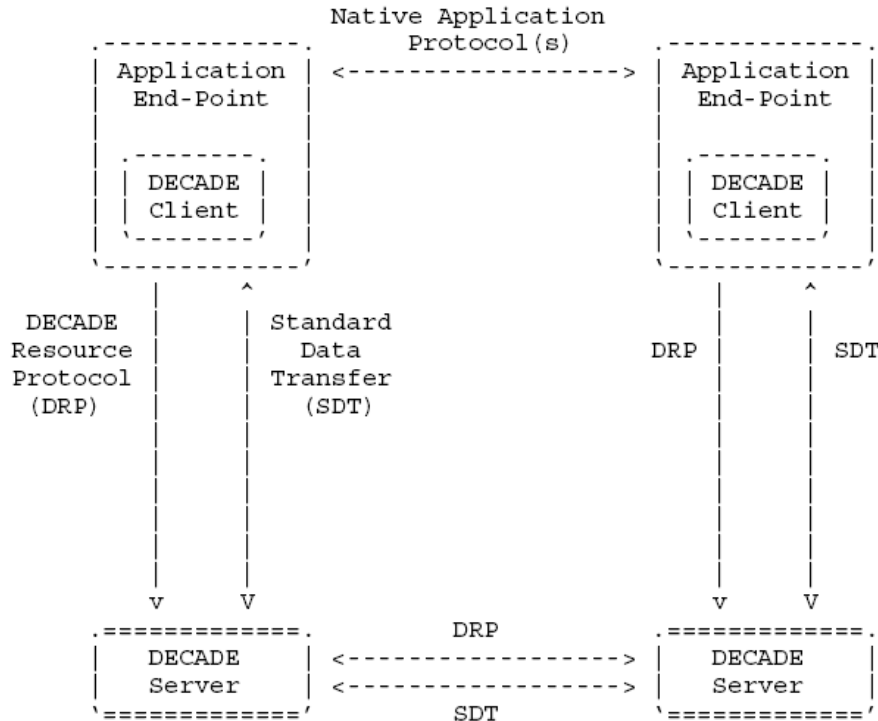 Native Application
Protocol(s)
Application
End-Point
Application
End-Point
DECADE
Client
DECADE
Client
DECADE
Resource
Protocol
(DRP)
Standard
Data
Transfer
(SDT)
DRP
SDT
DECADE
Server
DRP
SDT
DECADE
Server